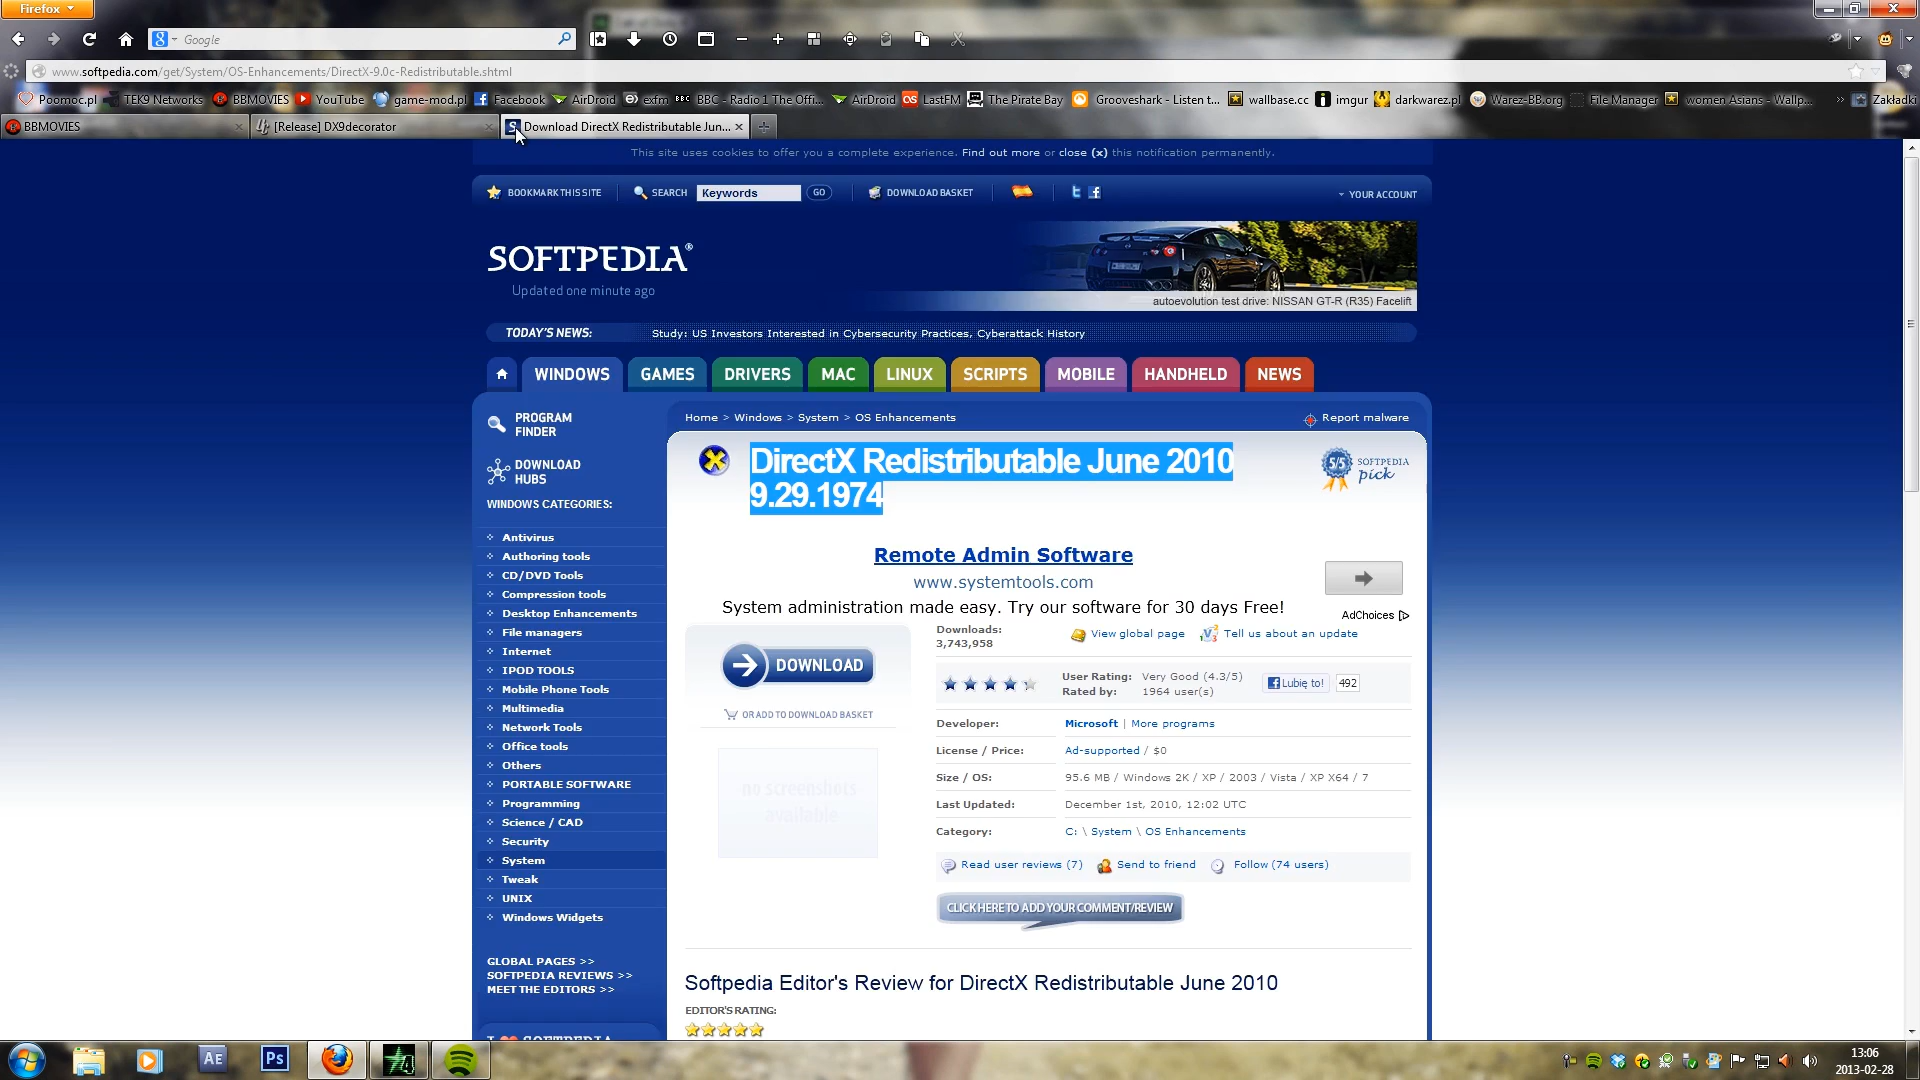 Firefox
Google
www.softpedia.com/get/System/OS-Enhancements/DirectX-9.0c-Redistributable.shtml
Poomoc.pl TEK9 Networks BBMOVIES YouTube game-mod.pl Facebook AirDroid exfm BBC - Radio 1 The Offi... AirDroid LastFM The Pirate Bay Grooveshark - Listen t... wallbase.cc imgur darkwarez.pl Warez-BB.org File Manager women Asians - Wallp... Zakładki
BBMOVIES [Release] DX9decorator Download DirectX Redistributable Jun...
This site uses cookies to offer you a complete experience. Find out more or close (x) this notification permanently.
BOOKMARK THIS SITE SEARCH Keywords GO DOWNLOAD BASKET YOUR ACCOUNT
SOFTPEDIA®
Updated one minute ago
autoevolution test drive: NISSAN GT-R (R35) Facelift
TODAY'S NEWS: Study: US Investors Interested in Cybersecurity Practices, Cyberattack History
WINDOWS GAMES DRIVERS MAC LINUX SCRIPTS MOBILE HANDHELD NEWS
PROGRAM
FINDER
DOWNLOAD
HUBS
WINDOWS CATEGORIES:
Antivirus
Authoring tools
CD/DVD Tools
Compression tools
Desktop Enhancements
File managers
Internet
IPOD TOOLS
Mobile Phone Tools
Multimedia
Network Tools
Office tools
Others
PORTABLE SOFTWARE
Programming
Science / CAD
Security
System
Tweak
UNIX
Windows Widgets
GLOBAL PAGES >>
SOFTPEDIA REVIEWS >>
MEET THE EDITORS >>
Home > Windows > System > OS Enhancements
Report malware
DirectX Redistributable June 2010
9.29.1974
5/5 SOFTPEDIA
pick
Remote Admin Software
www.systemtools.com
System administration made easy. Try our software for 30 days Free!
AdChoices
DOWNLOAD
OR ADD TO DOWNLOAD BASKET
no screenshots
available
Downloads:
3,743,958
View global page Tell us about an update
User Rating: Very Good (4.3/5)
Rated by: 1964 user(s)
Lubię to! 492
Developer: Microsoft | More programs
License / Price: Ad-supported / $0
Size / OS: 95.6 MB / Windows 2K / XP / 2003 / Vista / XP X64 / 7
Last Updated: December 1st, 2010, 12:02 UTC
Category: C: \ System \ OS Enhancements
Read user reviews (7) Send to friend Follow (74 users)
CLICK HERE TO ADD YOUR COMMENT/REVIEW
Softpedia Editor's Review for DirectX Redistributable June 2010
EDITOR'S RATING:
Ae Ps
13:06
2013-02-28